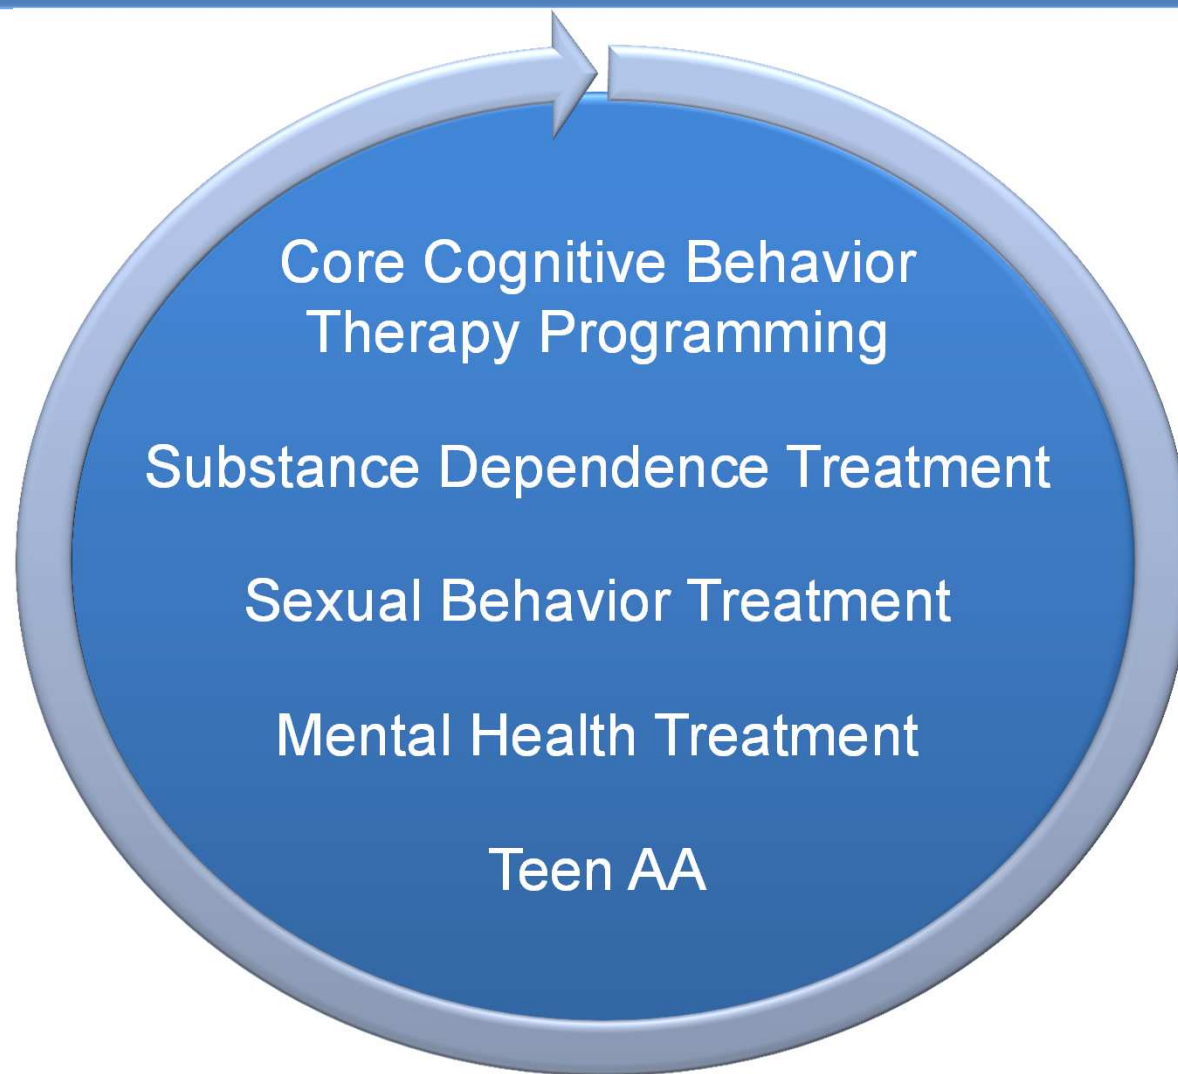 Core Cognitive Behavior
Therapy Programming
Substance Dependence Treatment
Sexual Behavior Treatment
Mental Health Treatment
Teen AA